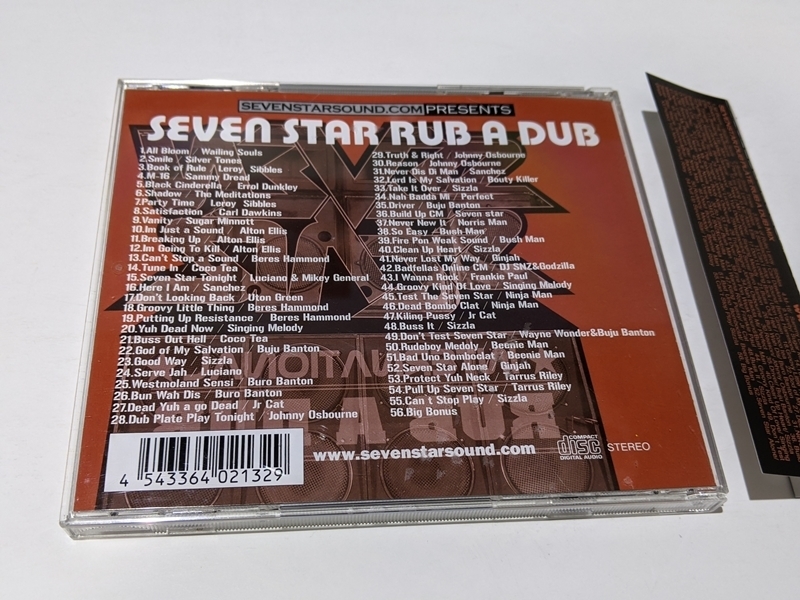 SEVENSTARSOUND.COM PRESENTS
SEVEN STAR RUB A DUB
1.All Bloom / Wailing Souls
2.Smile / Silver Tones
3.Book of Rule / Leroy Sibbles
4.M-16 / Sammy Dread
5.Black Cinderella / Errol Dunkley
6.Shadow / The Meditations
7.Party Time / Leroy Sibbles
8.Satisfaction / Carl Dawkins
9.Vanity / Sugar Minnott
10.Im Just a Sound / Alton Ellis
11.Breaking Up / Alton Ellis
12.Im Going To Kill / Alton Ellis
13.Can't Stop a Sound / Beres Hammond
14.Tune In / Coco Tea
15.Seven Star Tonight / Luciano & Mikey General
16.Here I Am / Sanchez
17.Don't Looking Back / Uton Green
18.Groovy Little Thing / Beres Hammond
19.Putting Up Resistance / Beres Hammond
20.Yuh Dead Now / Singing Melody
21.Buss Out Hell / Coco Tea
22.God of My Salvation / Buju Banton
23.Good Way / Sizzla
24.Serve Jah / Luciano
25.Westmoland Sensi / Buro Banton
26.Bun Wah Dis / Buro Banton
27.Dead Yuh a go Dead / Jr Cat
28.Dub Plate Play Tonight / Johnny Osbourne
29.Truth & Right / Johnny Osbourne
30.Reason / Johnny Osbourne
31.Never Dis Di Man / Sanchez
32.Lord Is My Salvation / Bouty Killer
33.Take It Over / Sizzla
34.Nah Badda Mi / Perfect
35.Driver / Buju Banton
36.Build Up CM / Seven star
37.Never New It / Norris Man
38.So Easy / Bush Man
39.Fire Pon Weak Sound / Bush Man
40.Clean Up Heart / Sizzla
41.Never Lost My Way / Ginjah
42.Badfellas Online CM / DJ SNZ&Godzilla
43.I Wanna Rock / Frankie Paul
44.Groovy Kind Of Love / Singing Melody
45.Test The Seven Star / Ninja Man
46.Dead Bombo Clat / Ninja Man
47.Killing Pussy / Jr Cat
48.Buss It / Sizzla
49.Don't Test Seven Star / Wayne Wonder&Buju Banton
50.Rudeboy Medoly / Beenie Man
51.Bad Uno Bomboclat / Beenie Man
52.Seven Star Alone / Ginjah
53.Protect Yuh Neck / Tarrus Riley
54.Pull Up Seven Star / Tarrus Riley
55.Can't Stop Play / Sizzla
56.Big Bonus
4 543364 021329
www.sevenstarsound.com
COMPACT
disc
DIGITAL AUDIO
STEREO